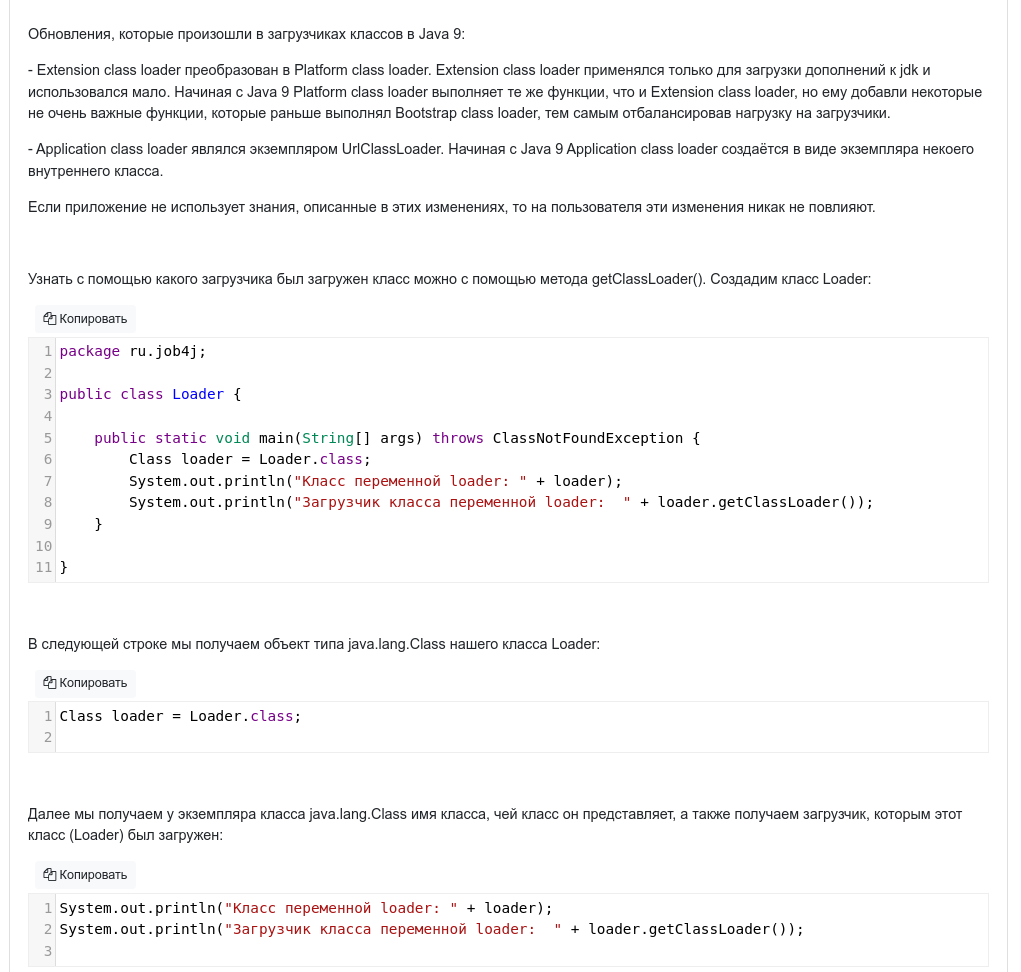 Обновления, которые произошли в загрузчиках классов в Java 9:
- Extension class loader преобразован в Platform class loader. Extension class loader применялся только для загрузки дополнений к jdk и
использовался мало. Начиная с Java 9 Platform class loader выполняет те же функции, что и Extension class loader, но ему добавли некоторые
не очень важные функции, которые раньше выполнял Bootstrap class loader, тем самым отбалансировав нагрузку на загрузчики.
- Application class loader являлся экземпляром UrlClassLoader. Начиная с Java 9 Application class loader создаётся в виде экземпляра некоего
внутреннего класса.
Если приложение не использует знания, описанные в этих изменениях, то на пользователя эти изменения никак не повлияют.
Узнать с помощью какого загрузчика был загружен класс можно с помощью метода getClassLoader(). Создадим класс Loader:
Копировать
1 package ru.job4j;
2
3 public class Loader {
4
5     public static void main(String[] args) throws ClassNotFoundException {
6         Class loader = Loader.class;
7         System.out.println("Класс переменной loader: " + loader);
8         System.out.println("Загрузчик класса переменной loader:  " + loader.getClassLoader());
9     }
10
11 }
В следующей строке мы получаем объект типа java.lang.Class нашего класса Loader:
Копировать
1 Class loader = Loader.class;
2
Далее мы получаем у экземпляра класса java.lang.Class имя класса, чей класс он представляет, а также получаем загрузчик, которым этот
класс (Loader) был загружен:
Копировать
1 System.out.println("Класс переменной loader: " + loader);
2 System.out.println("Загрузчик класса переменной loader:  " + loader.getClassLoader());
3